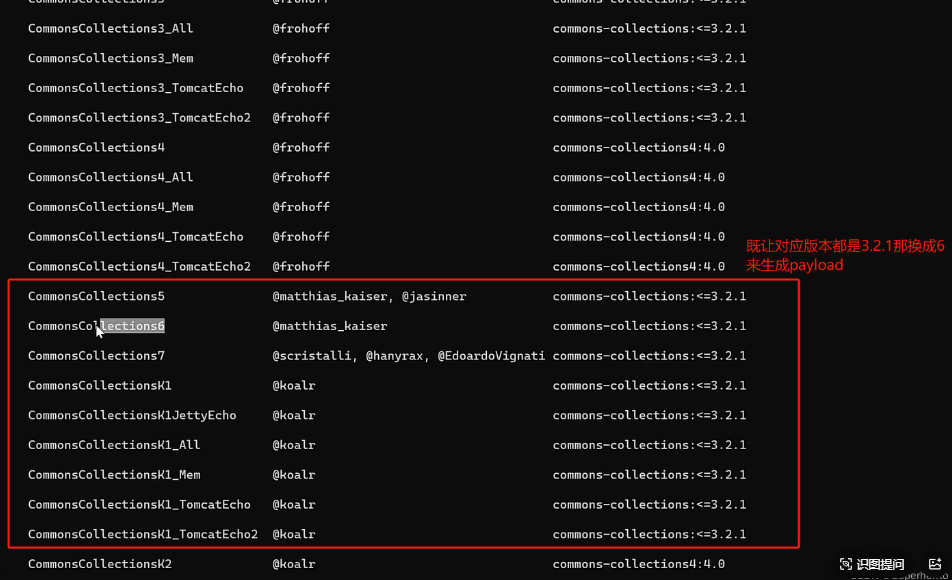 CommonsCollections3 @frohoff commons-collections:<=3.2.1
CommonsCollections3_All @frohoff commons-collections:<=3.2.1
CommonsCollections3_Mem @frohoff commons-collections:<=3.2.1
CommonsCollections3_TomcatEcho @frohoff commons-collections:<=3.2.1
CommonsCollections3_TomcatEcho2 @frohoff commons-collections:<=3.2.1
CommonsCollections4 @frohoff commons-collections4:4.0
CommonsCollections4_All @frohoff commons-collections4:4.0
CommonsCollections4_Mem @frohoff commons-collections4:4.0
CommonsCollections4_TomcatEcho @frohoff commons-collections4:4.0
CommonsCollections4_TomcatEcho2 @frohoff commons-collections4:4.0
既让对应版本都是3.2.1那换成6
来生成payload
CommonsCollections5 @matthias_kaiser, @jasinner commons-collections:<=3.2.1
CommonsCollections6 @matthias_kaiser commons-collections:<=3.2.1
CommonsCollections7 @scristalli, @hanyrax, @EdoardoVignati commons-collections:<=3.2.1
CommonsCollectionsK1 @koalr commons-collections:<=3.2.1
CommonsCollectionsK1JettyEcho @koalr commons-collections:<=3.2.1
CommonsCollectionsK1_All @koalr commons-collections:<=3.2.1
CommonsCollectionsK1_Mem @koalr commons-collections:<=3.2.1
CommonsCollectionsK1_TomcatEcho @koalr commons-collections:<=3.2.1
CommonsCollectionsK1_TomcatEcho2 @koalr commons-collections:<=3.2.1
CommonsCollectionsK2 @koalr commons-collections4:4.0
识图提问